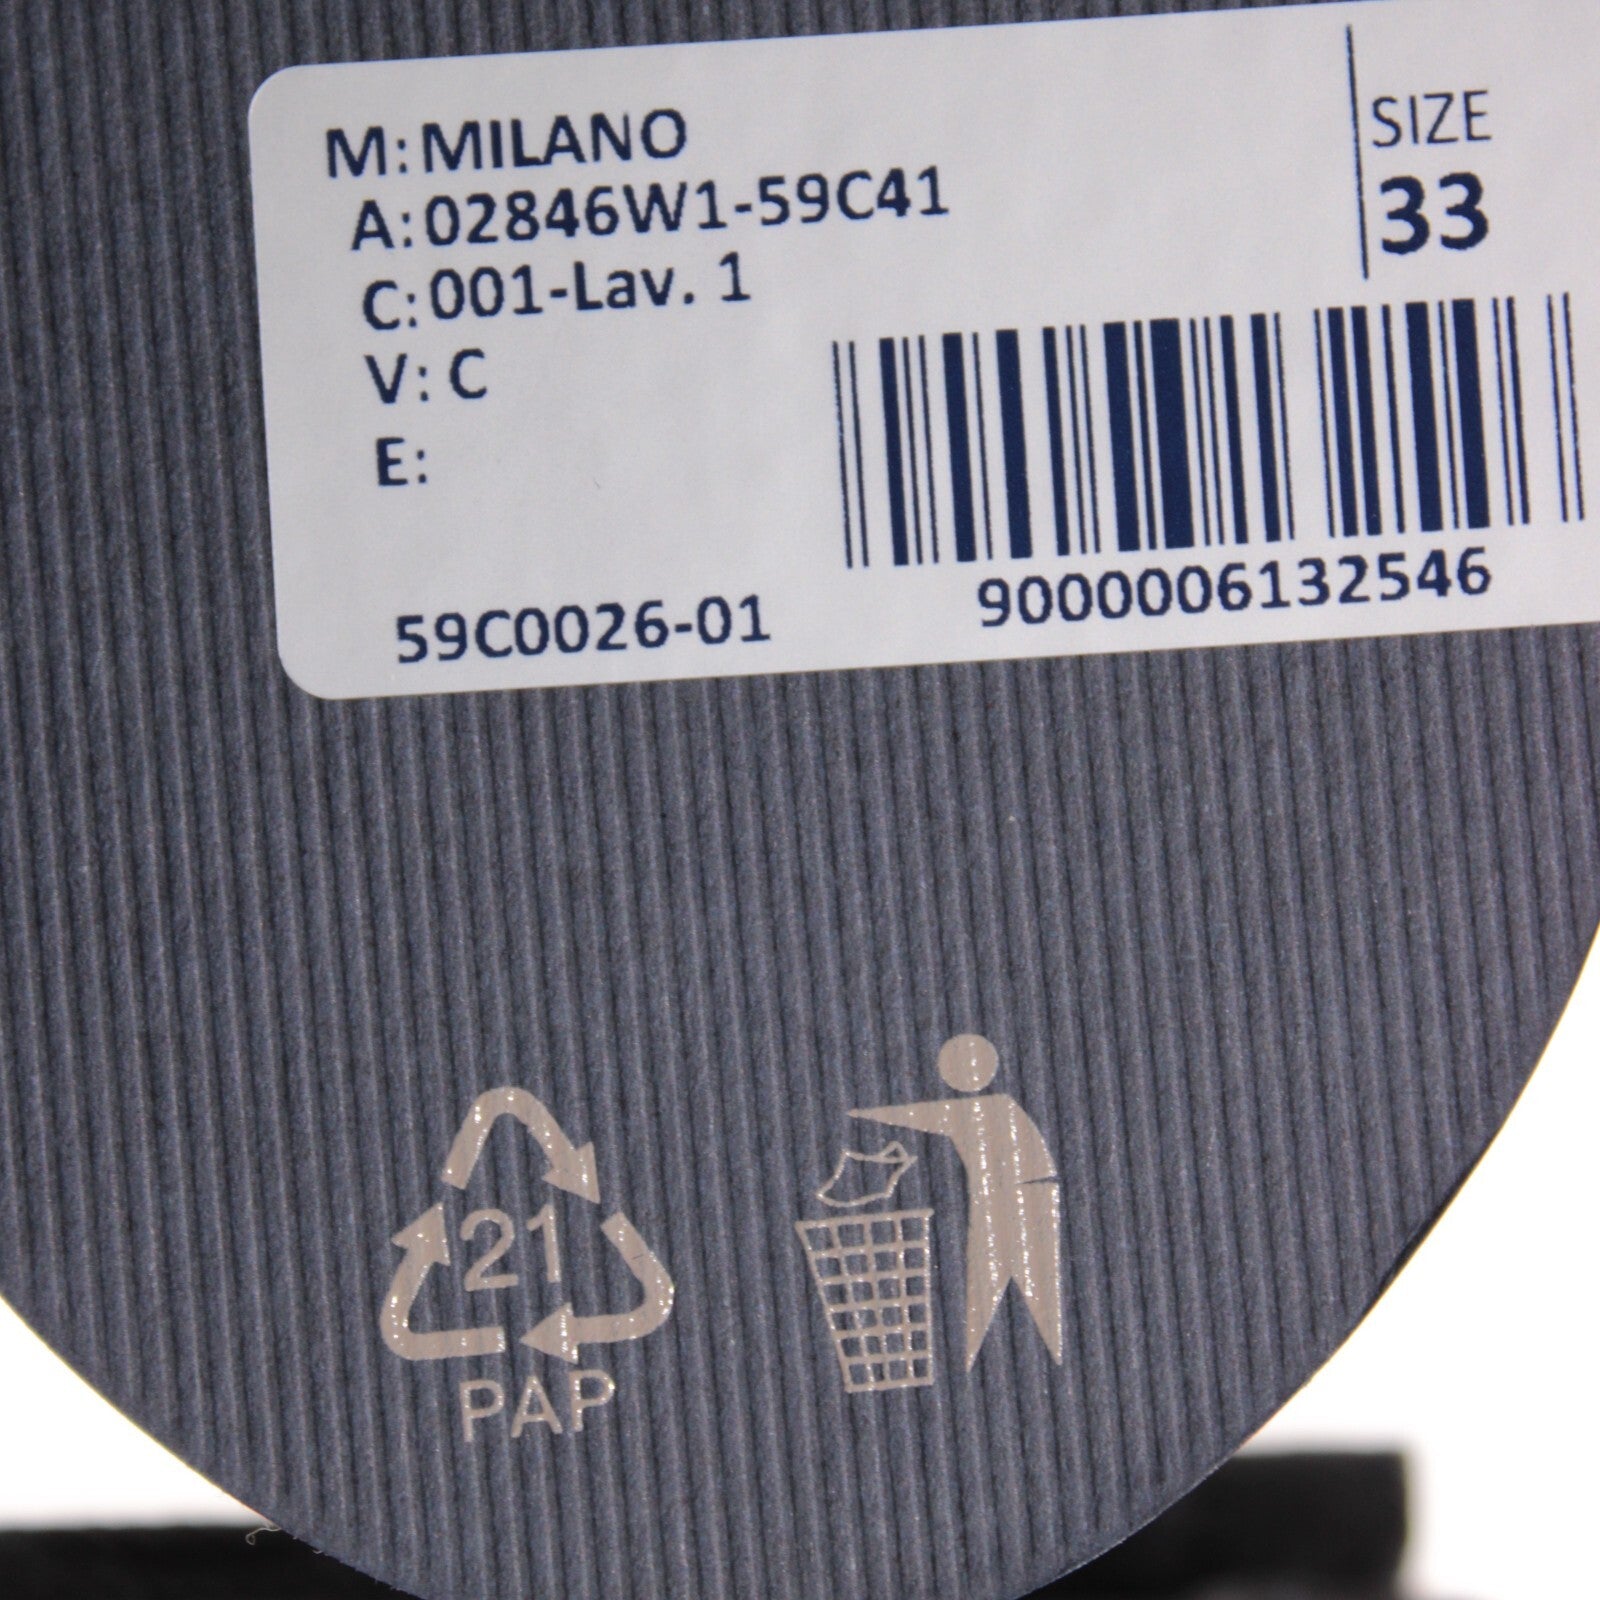 M: MILANO
SIZE
A: 02846W1-59C41
33
C: 001-Lav. 1
V: C
E:
59C0026-01
9000006132546
21
PAP